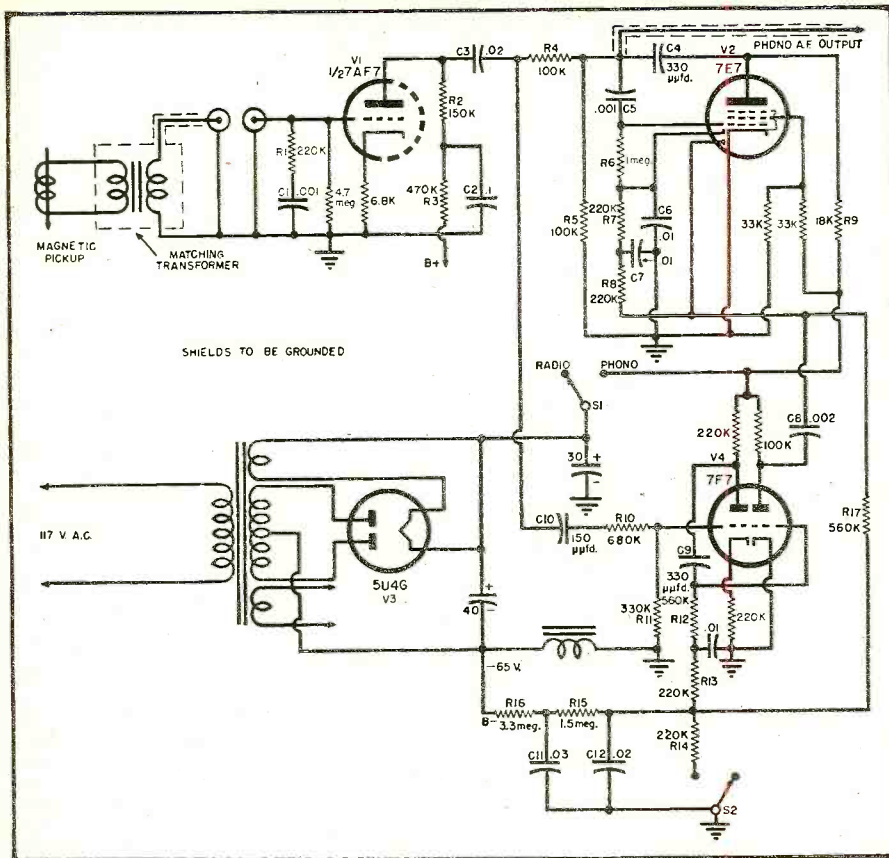 V1
1/2 7AF7
C3 .02
R4
100K
C4
330
µµfd.
V2
7E7
PHONO A.F. OUTPUT
R2
150K
.001 C5
R1 220K
C1 .001
4.7
meg.
6.8K
470K
R3
C2 .1
R6
1 meg.
R5
100K
220K
R7
C6
.01
.01
C7
R8
220K
33K
33K
18K
R9
MAGNETIC
PICKUP
MATCHING
TRANSFORMER
B+
SHIELDS TO BE GROUNDED
RADIO
PHONO
S1
30
+
-
220K
100K
C8 .002
V4
7F7
R17
560K
117 V. A.C.
5U4G
V3
C10
150
µµfd.
R10
680K
C9
330
µµfd.
560K
R12
+
40
-
330K
R11
.01
220K
-65V.
R13
220K
R16
B-
3.3meg.
R15
1.5meg.
220K
R14
C11 .03
C12 .02
S2